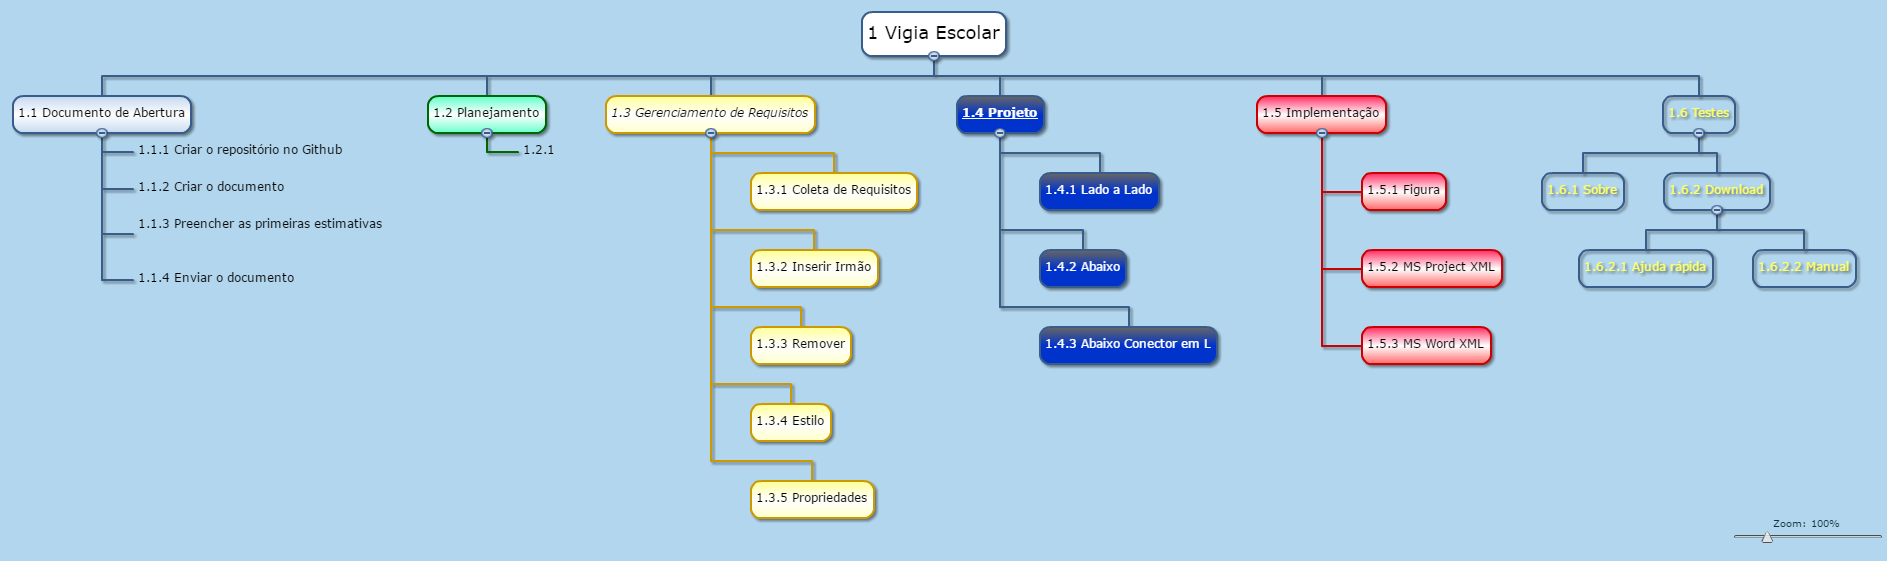 1 Vigia Escolar
1.1 Documento de Abertura
1.1.1 Criar o repositório no Github
1.1.2 Criar o documento
1.1.3 Preencher as primeiras estimativas
1.1.4 Enviar o documento
1.2 Planejamento
1.2.1
1.3 Gerenciamento de Requisitos
1.3.1 Coleta de Requisitos
1.3.2 Inserir Irmão
1.3.3 Remover
1.3.4 Estilo
1.3.5 Propriedades
1.4 Projeto
1.4.1 Lado a Lado
1.4.2 Abaixo
1.4.3 Abaixo Conector em L
1.5 Implementação
1.5.1 Figura
1.5.2 MS Project XML
1.5.3 MS Word XML
1.6 Testes
1.6.1 Sobre
1.6.2 Download
1.6.2.1 Ajuda rápida
1.6.2.2 Manual
Zoom: 100%